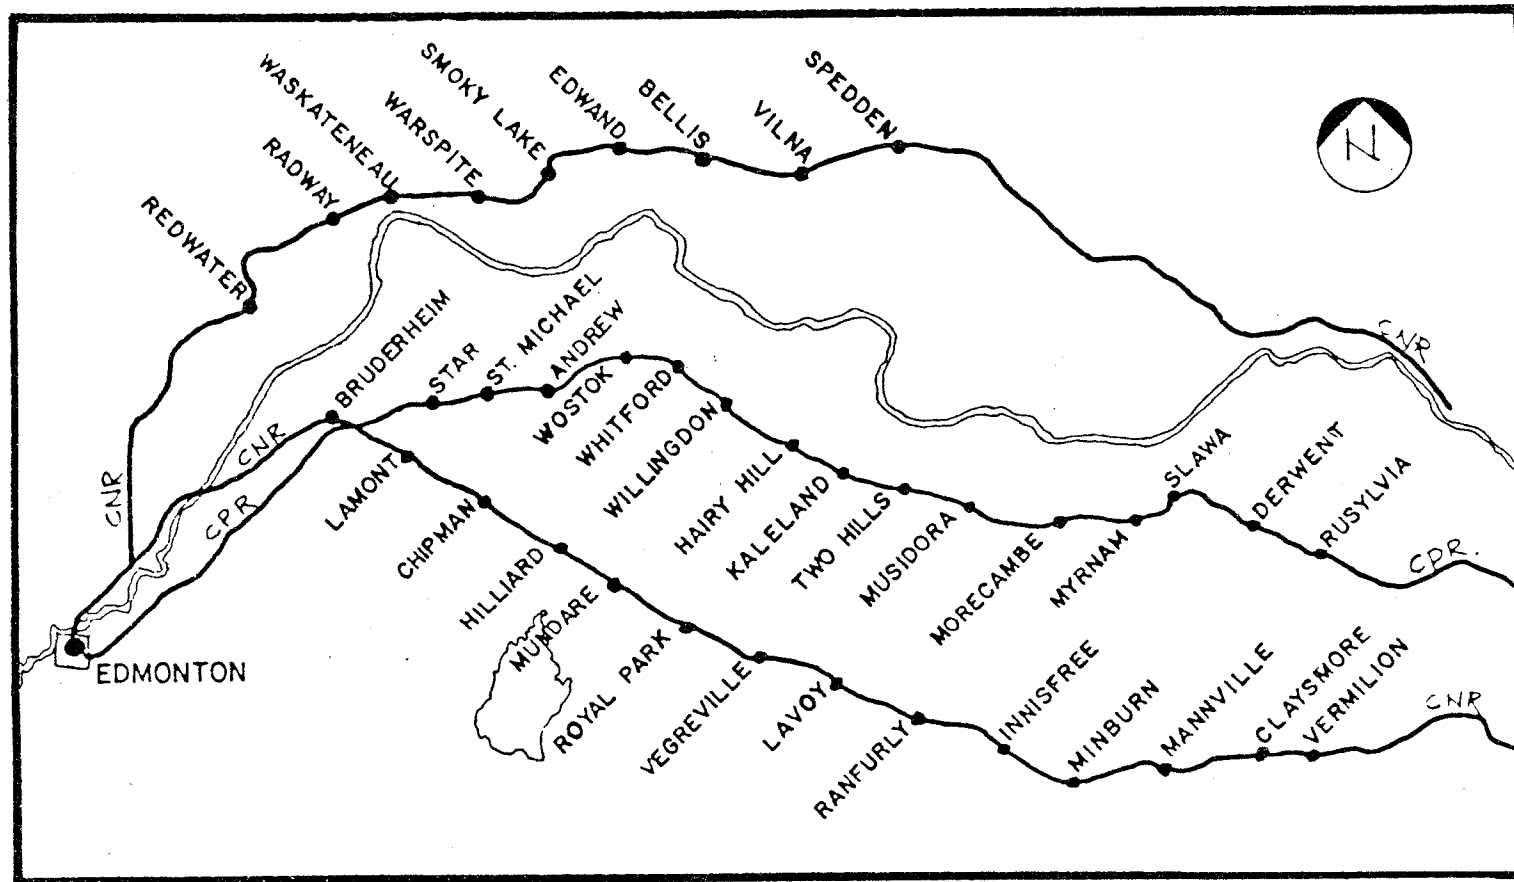 SPEDDEN
VILNA
BELLIS
EDWAND
SMOKY LAKE
WARSPITE
WASKATENEAU
RADWAY
REDWATER
N
CNR
BRUDERHEIM
STAR
ST. MICHAEL
ANDREW
WOSTOK
WHITFORD
WILLINGDON
HAIRY HILL
KALELAND
TWO HILLS
MUSIDORA
MORECAMBE
MYRNAM
SLAWA
DERWENT
RUSYLVIA
CPR.
CNR
CNR
CPR
LAMONT
CHIPMAN
HILLIARD
MUNDARE
ROYAL PARK
VEGREVILLE
LAVOY
RANFURLY
INNISFREE
MINBURN
MANNVILLE
CLAYSMORE
VERMILION
CNR
EDMONTON